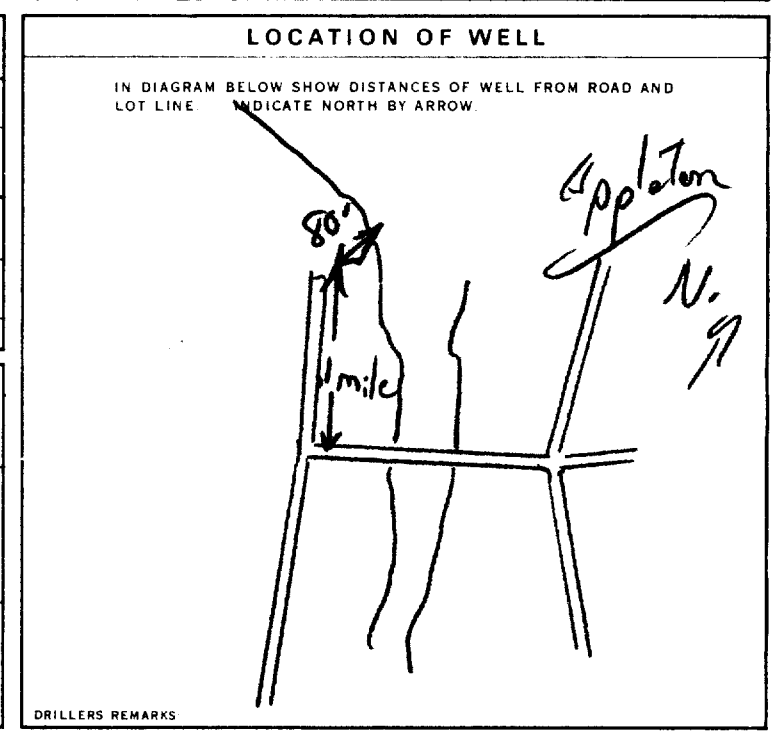 LOCATION OF WELL
IN DIAGRAM BELOW SHOW DISTANCES OF WELL FROM ROAD AND
LOT LINE. INDICATE NORTH BY ARROW.
Appleton
80'
N.
1 mile
DRILLERS REMARKS